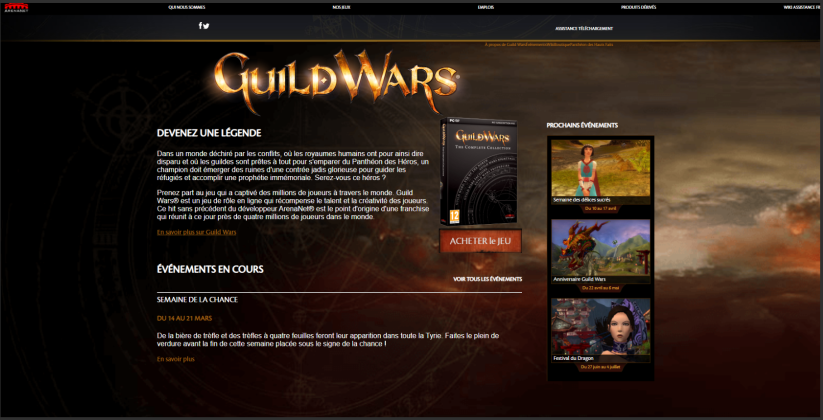 ARENANET
QUI NOUS SOMMES
NOS JEUX
EMPLOIS
PRODUITS DÉRIVÉS
WIKI ASSISTANCE
ASSISTANCE TÉLÉCHARGEMENT
GUILD WARS
DEVENEZ UNE LÉGENDE
Dans un monde déchiré par les conflits, où les royaumes humains ont pour ainsi dire
disparu et où les guildes sont prêtes à tout pour s'emparer du Panthéon des Héros, un
champion doit émerger des ruines d'une contrée jadis glorieuse pour guider les
réfugiés et accomplir une prophétie immémoriale. Serez-vous ce héros ?
Prenez part au jeu qui a captivé des millions de joueurs à travers le monde. Guild
Wars® est un jeu de rôle en ligne qui récompense le talent et la créativité des joueurs.
Ce hit sans précédent du développeur ArenaNet® est le point d'origine d'une franchise
qui réunit à ce jour près de quatre millions de joueurs dans le monde.
En savoir plus sur Guild Wars
PC
GUILD WARS
THE COMPLETE COLLECTION
12
ACHETER le JEU
ÉVÉNEMENTS EN COURS
VOIR TOUS LES ÉVÉNEMENTS
SEMAINE DE LA CHANCE
DU 14 AU 21 MARS
De la bière de trèfle et des trèfles à quatre feuilles feront leur apparition dans toute la Tyrie. Faites le plein de
verdure avant la fin de cette semaine placée sous le signe de la chance !
En savoir plus
PROCHAINS ÉVÉNEMENTS
Semaine des délices sucrés
Du 10 au 17 avril
Anniversaire Guild Wars
Du 22 avril au 6 mai
Festival du Dragon
Du 27 juin au 4 juillet